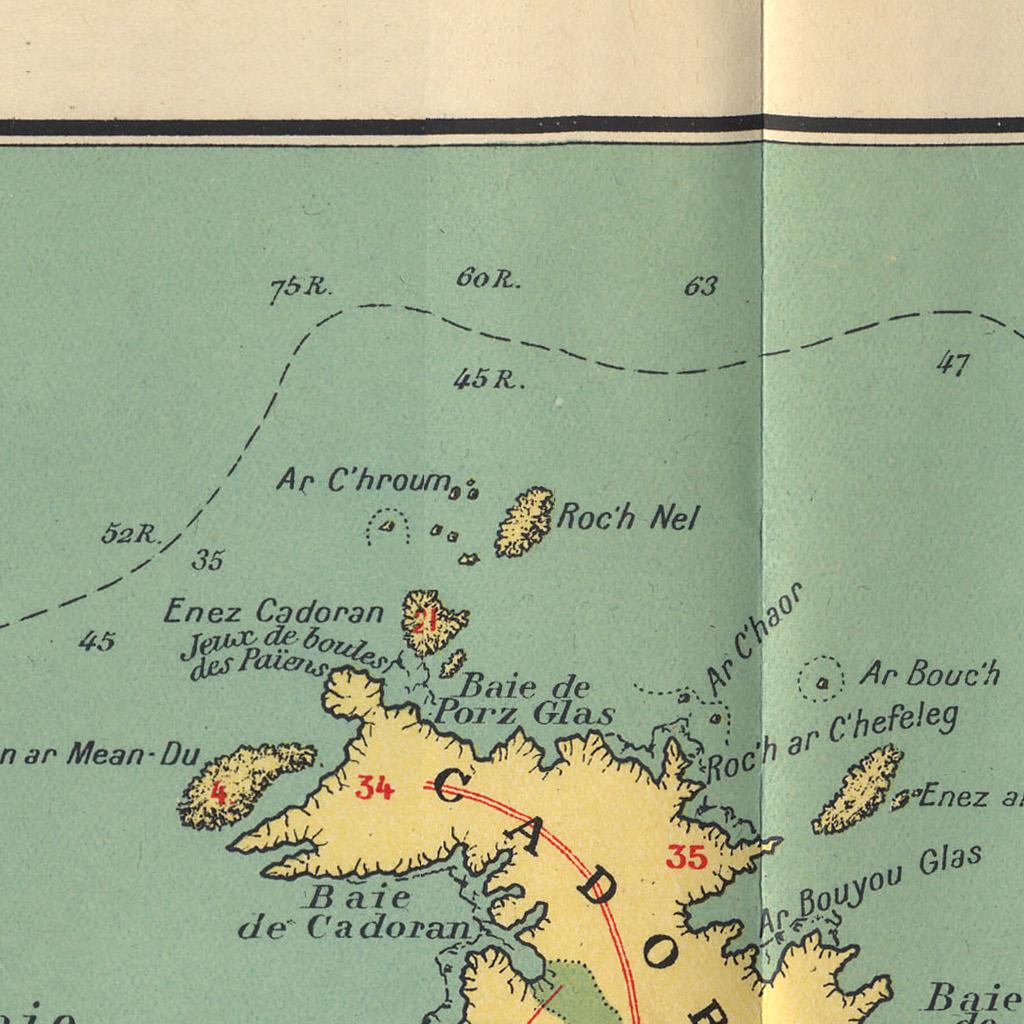 75R.
60R.
63
45R.
47
Ar C'hroum
Roc'h Nel
52R.
35
Enez Cadoran
21
45
Jeux de boules
des Païens
Ar C'haor
Ar Bouc'h
Baie de
Porz Glas
Roc'h ar C'hefeleg
n ar Mean-Du
4
34
C A D O
Enez a
35
Baie
de Cadoran
Ar Bouyou Glas
Baie